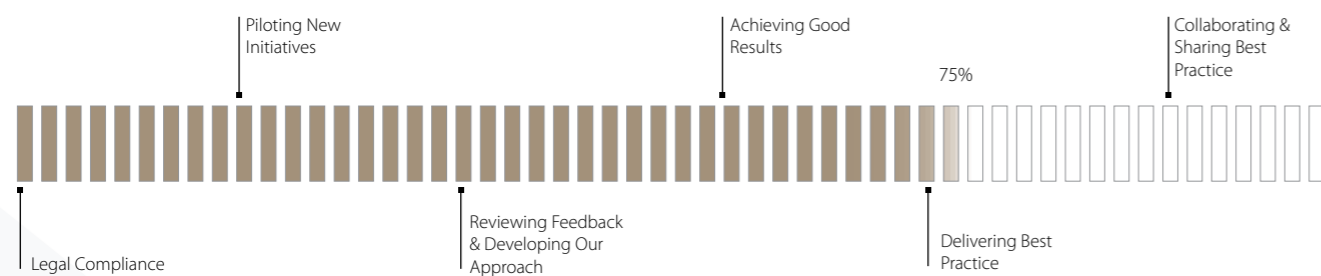 Piloting New
Initiatives
Achieving Good
Results
Collaborating &
Sharing Best
Practice
75%
Legal Compliance
Reviewing Feedback
& Developing Our
Approach
Delivering Best
Practice